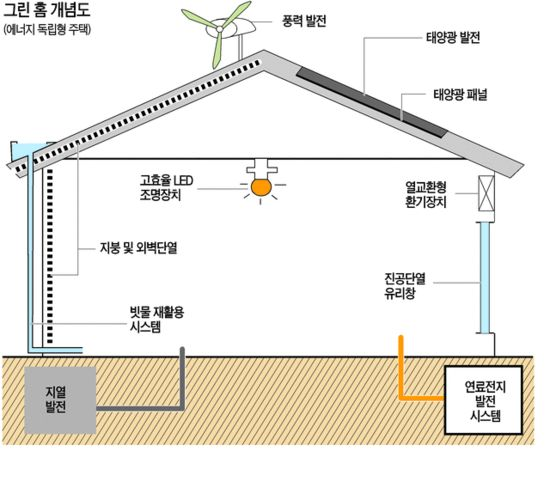 그린 홈 개념도
(에너지 독립형 주택)
풍력 발전
태양광 발전
태양광 패널
고효율 LED
조명장치
열교환형
환기장치
지붕 및 외벽단열
진공단열
유리창
빗물 재활용
시스템
지열
발전
연료전지
발전
시스템